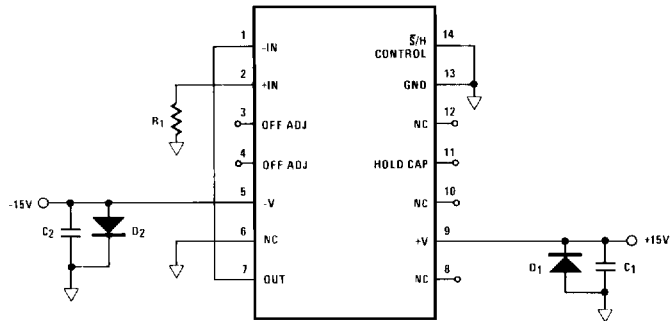 1 -IN S̅/H CONTROL 14
2 +IN GND 13
R1
3 OFF ADJ NC 12
4 OFF ADJ HOLD CAP 11
-15V 5 -V NC 10
C2 D2
6 NC +V 9 +15V
7 OUT NC 8
D1 C1